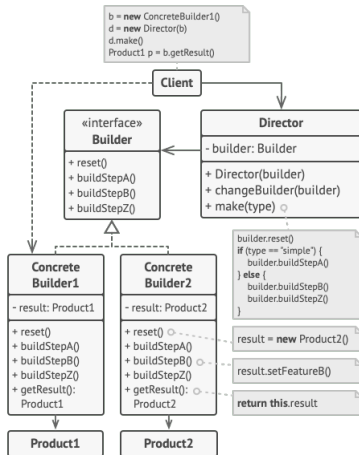 b = new ConcreteBuilder1()
d = new Director(b)
d.make()
Product1 p = b.getResult()
Client
«interface»
Builder
+ reset()
+ buildStepA()
+ buildStepB()
+ buildStepZ()
Director
- builder: Builder
+ Director(builder)
+ changeBuilder(builder)
+ make(type)
builder.reset()
if (type == "simple") {
builder.buildStepA()
} else {
builder.buildStepB()
builder.buildStepZ()
}
Concrete
Builder1
- result: Product1
+ reset()
+ buildStepA()
+ buildStepB()
+ buildStepZ()
+ getResult():
Product1
Concrete
Builder2
- result: Product2
+ reset()
+ buildStepA()
+ buildStepB()
+ buildStepZ()
+ getResult():
Product2
result = new Product2()
result.setFeatureB()
return this.result
Product1
Product2